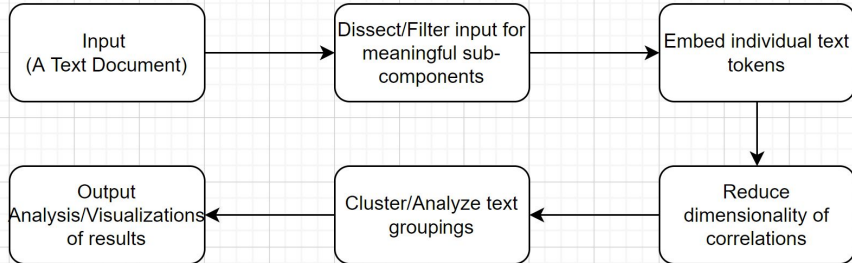 Input
(A Text Document)
Dissect/Filter input for
meaningful sub-
components
Embed individual text
tokens
Reduce
dimensionality of
correlations
Cluster/Analyze text
groupings
Output
Analysis/Visualizations
of results